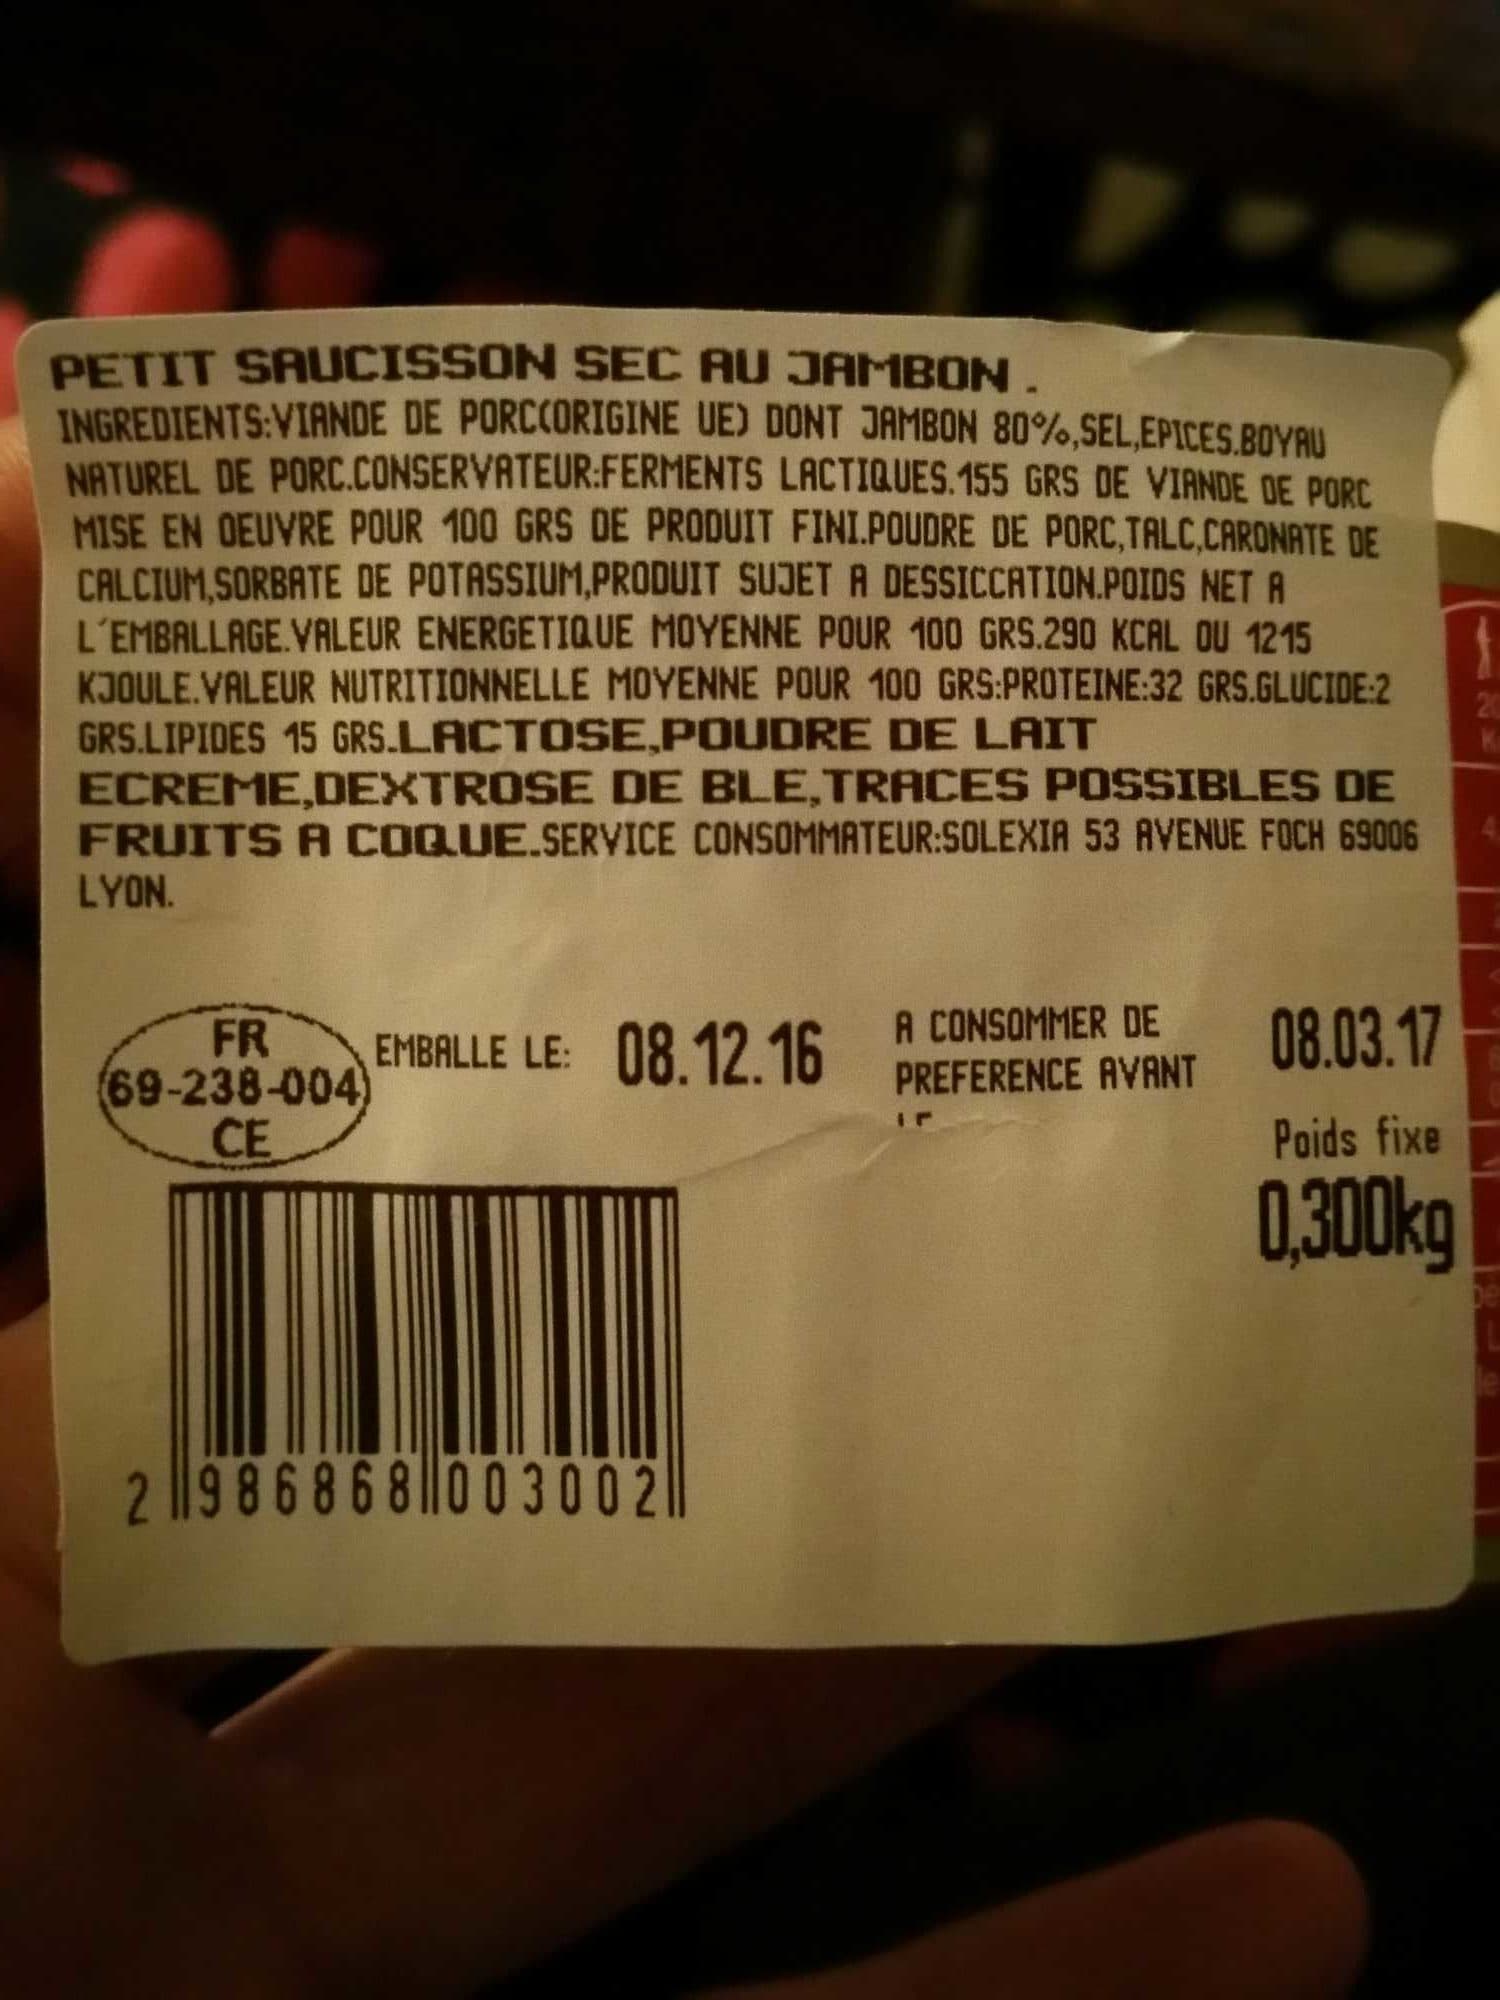 PETIT SAUCISSON SEC AU JAMBON .
INGREDIENTS:VIANDE DE PORC(ORIGINE UE) DONT JAMBON 80%,SEL,EPICES.BOYAU
NATUREL DE PORC.CONSERVATEUR:FERMENTS LACTIQUES.155 GRS DE VIANDE DE PORC
MISE EN OEUVRE POUR 100 GRS DE PRODUIT FINI.POUDRE DE PORC,TALC,CARONATE DE
CALCIUM,SORBATE DE POTASSIUM,PRODUIT SUJET A DESSICCATION.POIDS NET A
L'EMBALLAGE.VALEUR ENERGETIQUE MOYENNE POUR 100 GRS.290 KCAL OU 1215
KJOULE.VALEUR NUTRITIONNELLE MOYENNE POUR 100 GRS:PROTEINE:32 GRS.GLUCIDE:2
GRS.LIPIDES 15 GRS.LACTOSE,POUDRE DE LAIT
ECREME,DEXTROSE DE BLE,TRACES POSSIBLES DE
FRUITS A COQUE.SERVICE CONSOMMATEUR:SOLEXIA 53 AVENUE FOCH 69006
LYON.
FR
69-238-004
CE
EMBALLE LE: 08.12.16
A CONSOMMER DE
PREFERENCE AVANT
08.03.17
Poids fixe
0,300kg
2 986868 003002